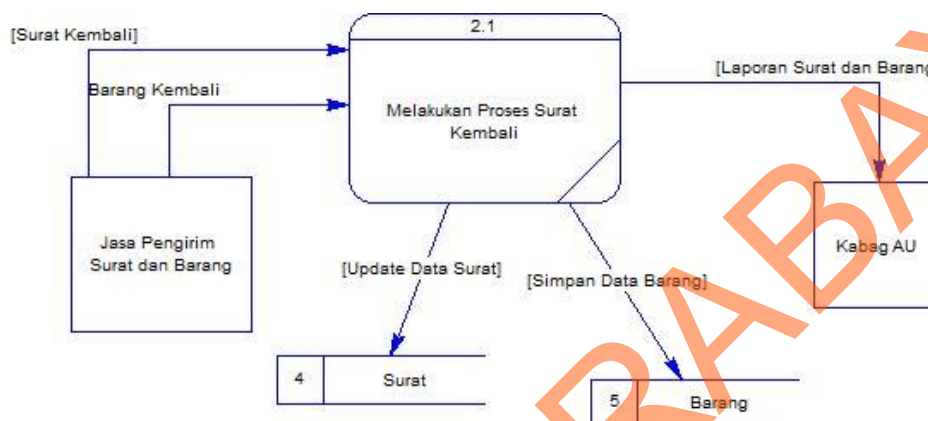 2.1
[Surat Kembali]
Barang Kembali
Melakukan Proses Surat
Kembali
[Laporan Surat dan Barang
Jasa Pengirim
Surat dan Barang
Kabag AU
[Update Data Surat]
[Simpan Data Barang]
4
Surat
5
Barang